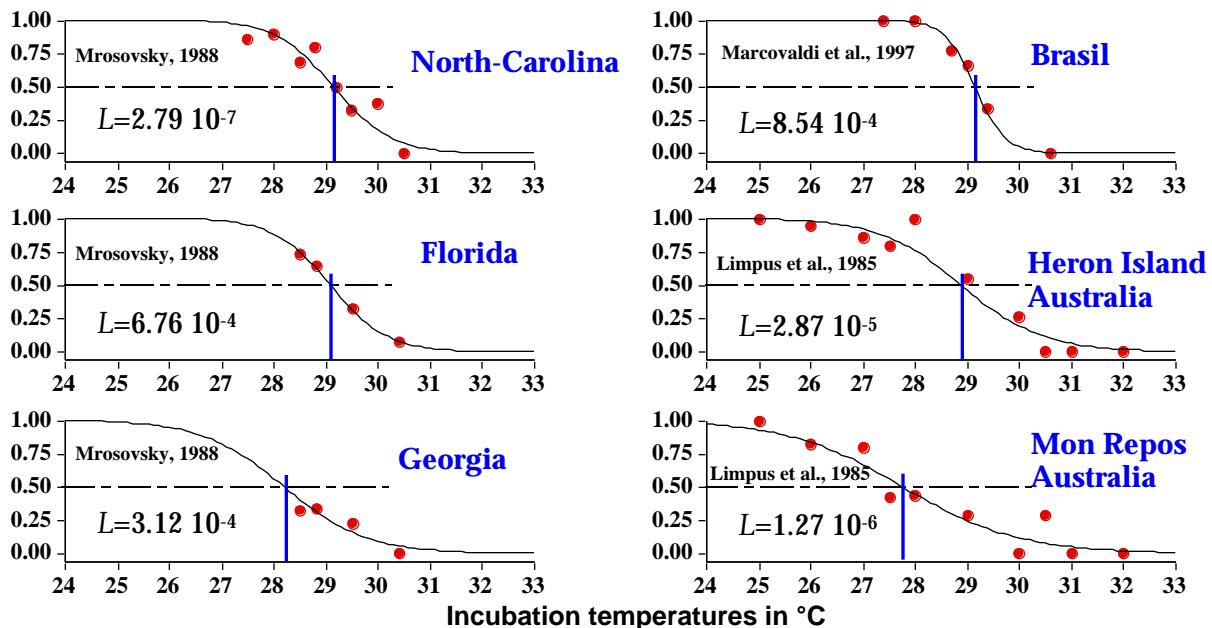 1.00
0.75
0.50
0.25
0.00
Mrosovsky, 1988
North-Carolina
L=2.79 10-7
24 25 26 27 28 29 30 31 32 33
1.00
0.75
0.50
0.25
0.00
Marcovaldi et al., 1997
Brasil
L=8.54 10-4
24 25 26 27 28 29 30 31 32 33
1.00
0.75
0.50
0.25
0.00
Mrosovsky, 1988
Florida
L=6.76 10-4
24 25 26 27 28 29 30 31 32 33
1.00
0.75
0.50
0.25
0.00
Limpus et al., 1985
Heron Island
Australia
L=2.87 10-5
24 25 26 27 28 29 30 31 32 33
1.00
0.75
0.50
0.25
0.00
Mrosovsky, 1988
Georgia
L=3.12 10-4
24 25 26 27 28 29 30 31 32 33
1.00
0.75
0.50
0.25
0.00
Limpus et al., 1985
Mon Repos
Australia
L=1.27 10-6
24 25 26 27 28 29 30 31 32 33
Incubation temperatures in °C